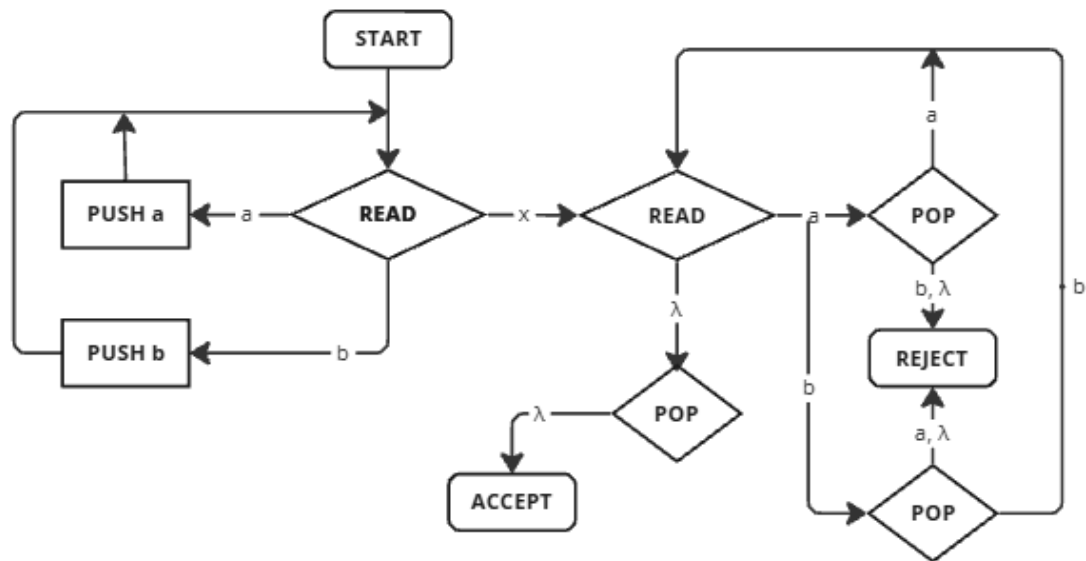 START
a
PUSH a
a
READ
x
READ
a
POP
b, λ
b
λ
REJECT
PUSH b
b
b
a, λ
λ
POP
ACCEPT
POP